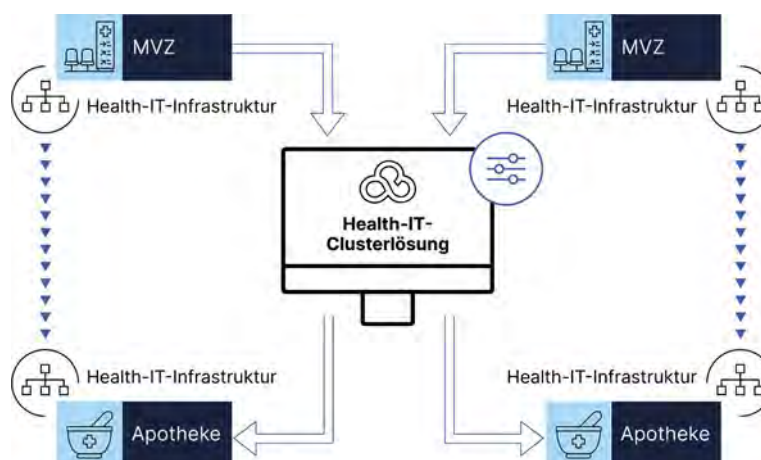 MVZ
MVZ
Health-IT-Infrastruktur
Health-IT-Infrastruktur
Health-IT-
Clusterlösung
Health-IT-Infrastruktur
Health-IT-Infrastruktur
Apotheke
Apotheke